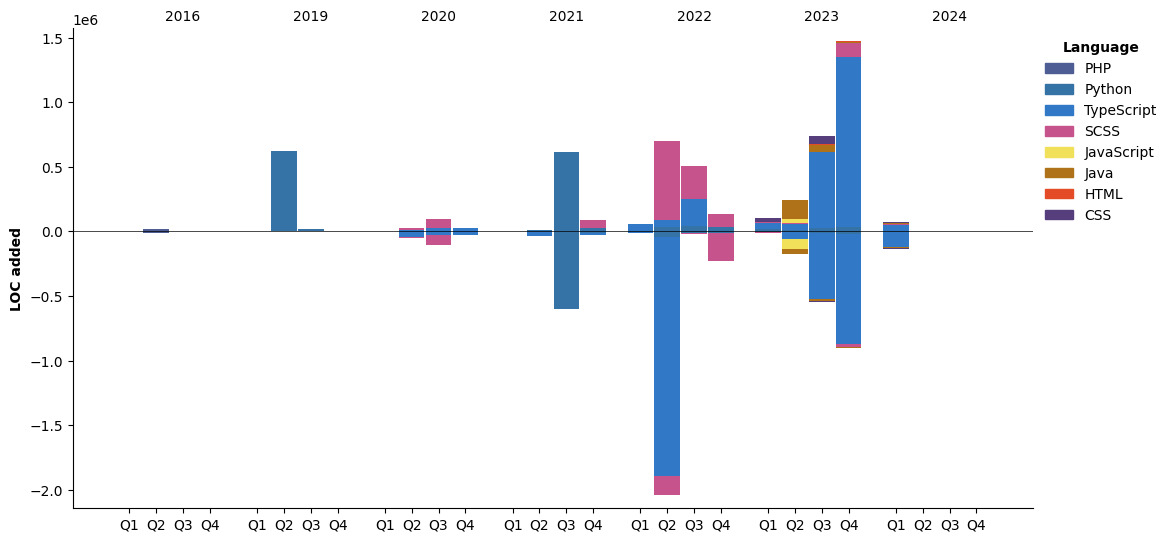 1e6
2016 2019 2020 2021 2022 2023 2024
1.5
1.0
0.5
0.0
−0.5
−1.0
−1.5
−2.0
LOC added
Q1 Q2 Q3 Q4 Q1 Q2 Q3 Q4 Q1 Q2 Q3 Q4 Q1 Q2 Q3 Q4 Q1 Q2 Q3 Q4 Q1 Q2 Q3 Q4 Q1 Q2 Q3 Q4
Language
PHP
Python
TypeScript
SCSS
JavaScript
Java
HTML
CSS